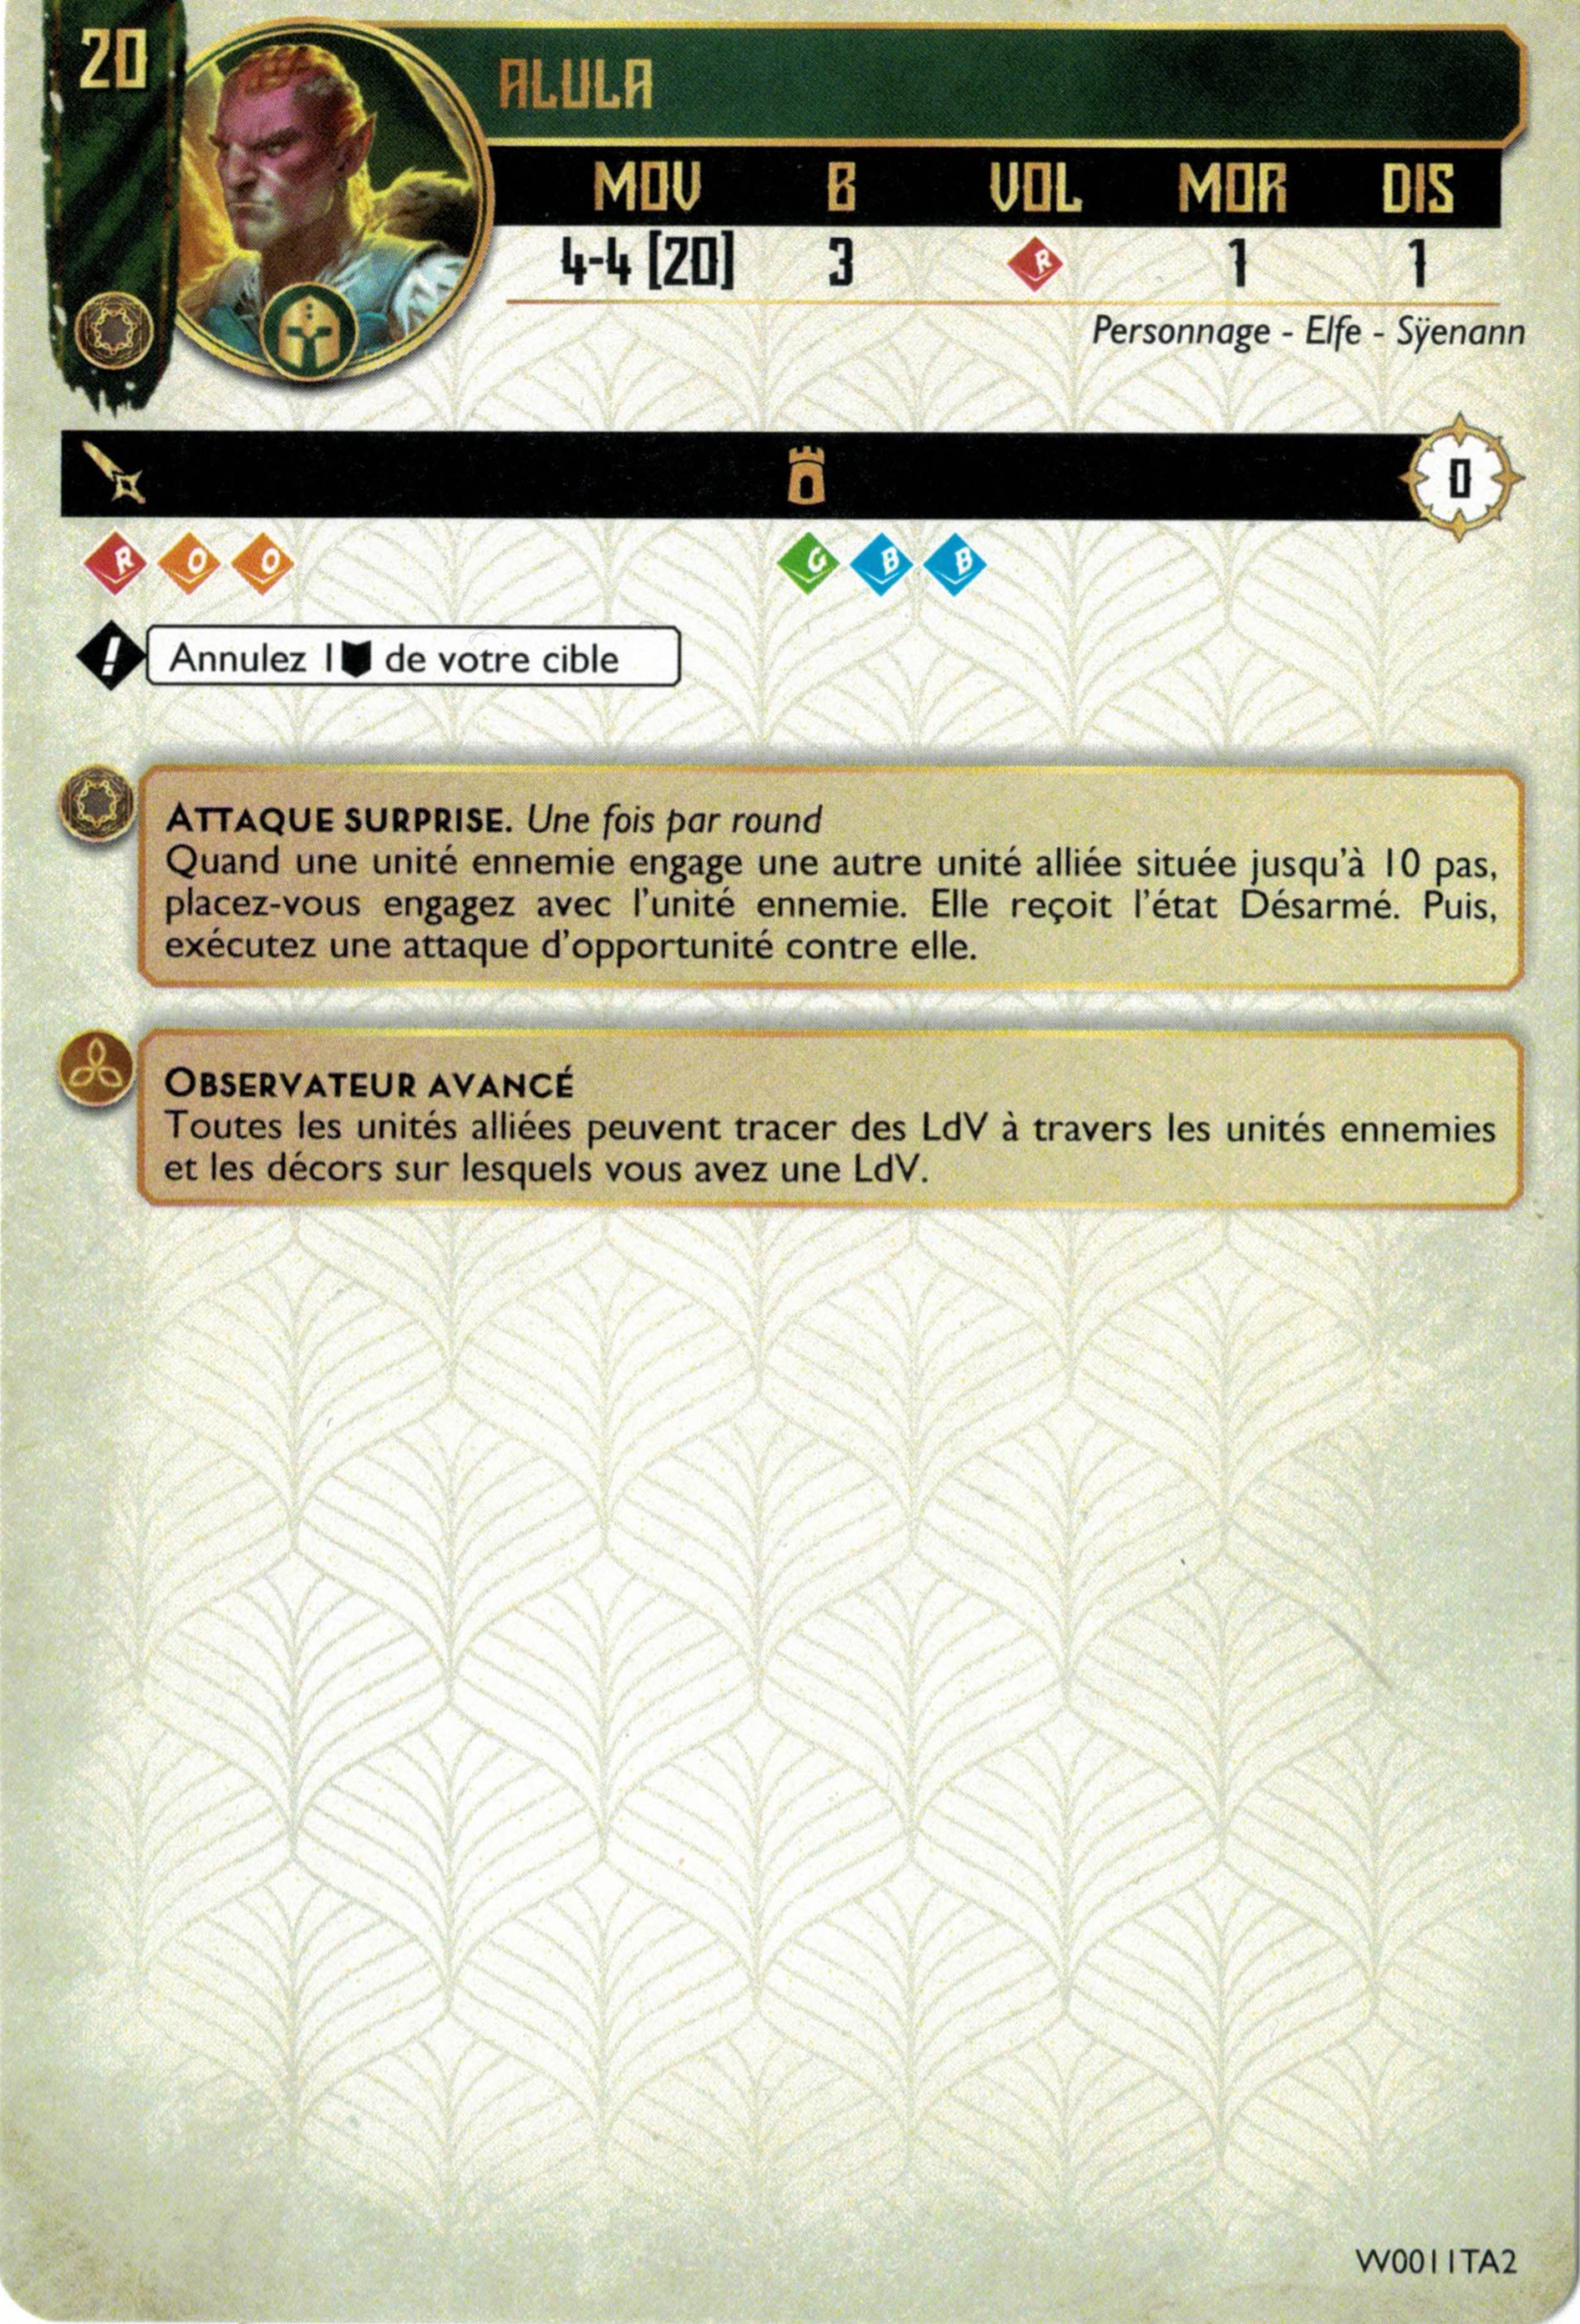 20
ALULA
MOV B VOL MOR DIS
4-4 [20] 3 R 1 1
Personnage - Elfe - Sÿenann
0
R O O G B B
! Annulez 1 de votre cible
ATTAQUE SURPRISE. Une fois par round
Quand une unité ennemie engage une autre unité alliée située jusqu'à 10 pas,
placez-vous engagez avec l'unité ennemie. Elle reçoit l'état Désarmé. Puis,
exécutez une attaque d'opportunité contre elle.
OBSERVATEUR AVANCÉ
Toutes les unités alliées peuvent tracer des LdV à travers les unités ennemies
et les décors sur lesquels vous avez une LdV.
W0011TA2